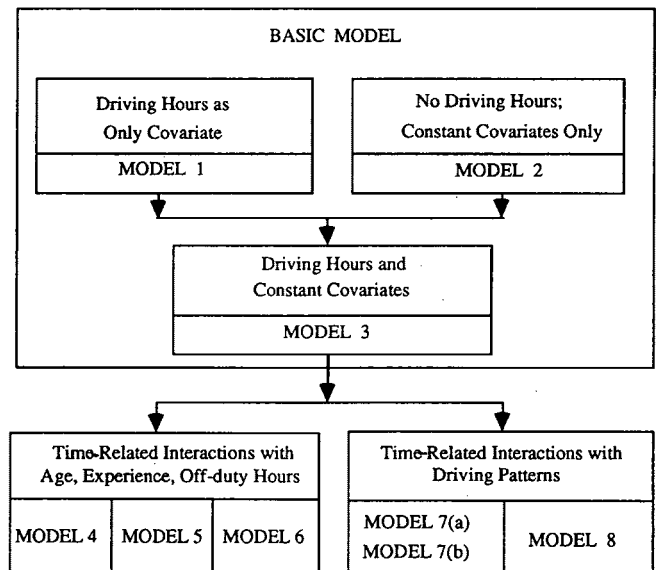 BASIC MODEL
Driving Hours as
Only Covariate
MODEL 1
No Driving Hours;
Constant Covariates Only
MODEL 2
Driving Hours and
Constant Covariates
MODEL 3
Time-Related Interactions with
Age, Experience, Off-duty Hours
MODEL 4
MODEL 5
MODEL 6
Time-Related Interactions with
Driving Patterns
MODEL 7(a)
MODEL 7(b)
MODEL 8